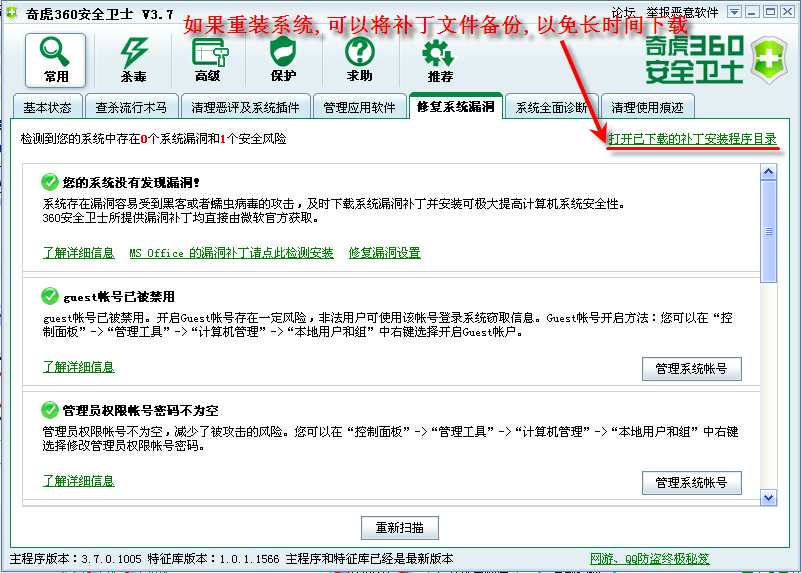 奇虎360安全卫士 V3.7
论坛 举报恶意软件
如果重装系统,可以将补丁文件备份,以免长时间下载
常用 杀毒 高级 保护 求助 推荐
奇虎360
安全卫士
基本状态 查杀流行木马 清理恶评及系统插件 管理应用软件 修复系统漏洞 系统全面诊断 清理使用痕迹
检测到您的系统中存在0个系统漏洞和1个安全风险
打开已下载的补丁安装程序目录
您的系统没有发现漏洞!
系统存在漏洞容易受到黑客或者蠕虫病毒的攻击,及时下载系统漏洞补丁并安装可极大提高计算机系统安全性。
360安全卫士所提供漏洞补丁均直接由微软官方获取。
了解详细信息 MS Office 的漏洞补丁请点此检测安装 修复漏洞设置
guest帐号已被禁用
guest帐号已被禁用。开启Guest帐号存在一定风险,非法用户可使用该帐号登录系统窃取信息。Guest帐号开启方法:您可以在“控
制面板”->“管理工具”->“计算机管理”->“本地用户和组”中右键选择开启Guest帐户。
了解详细信息
管理系统帐号
管理员权限帐号密码不为空
管理员权限帐号不为空,减少了被攻击的风险。您可以在“控制面板”->“管理工具”->“计算机管理”->“本地用户和组”中右键
选择修改管理员帐号密码。
了解详细信息
管理系统帐号
重新扫描
主程序版本:3.7.0.1005 特征库版本:1.0.1.1566 主程序和特征库已经是最新版本
网游、QQ防盗终极秘笈